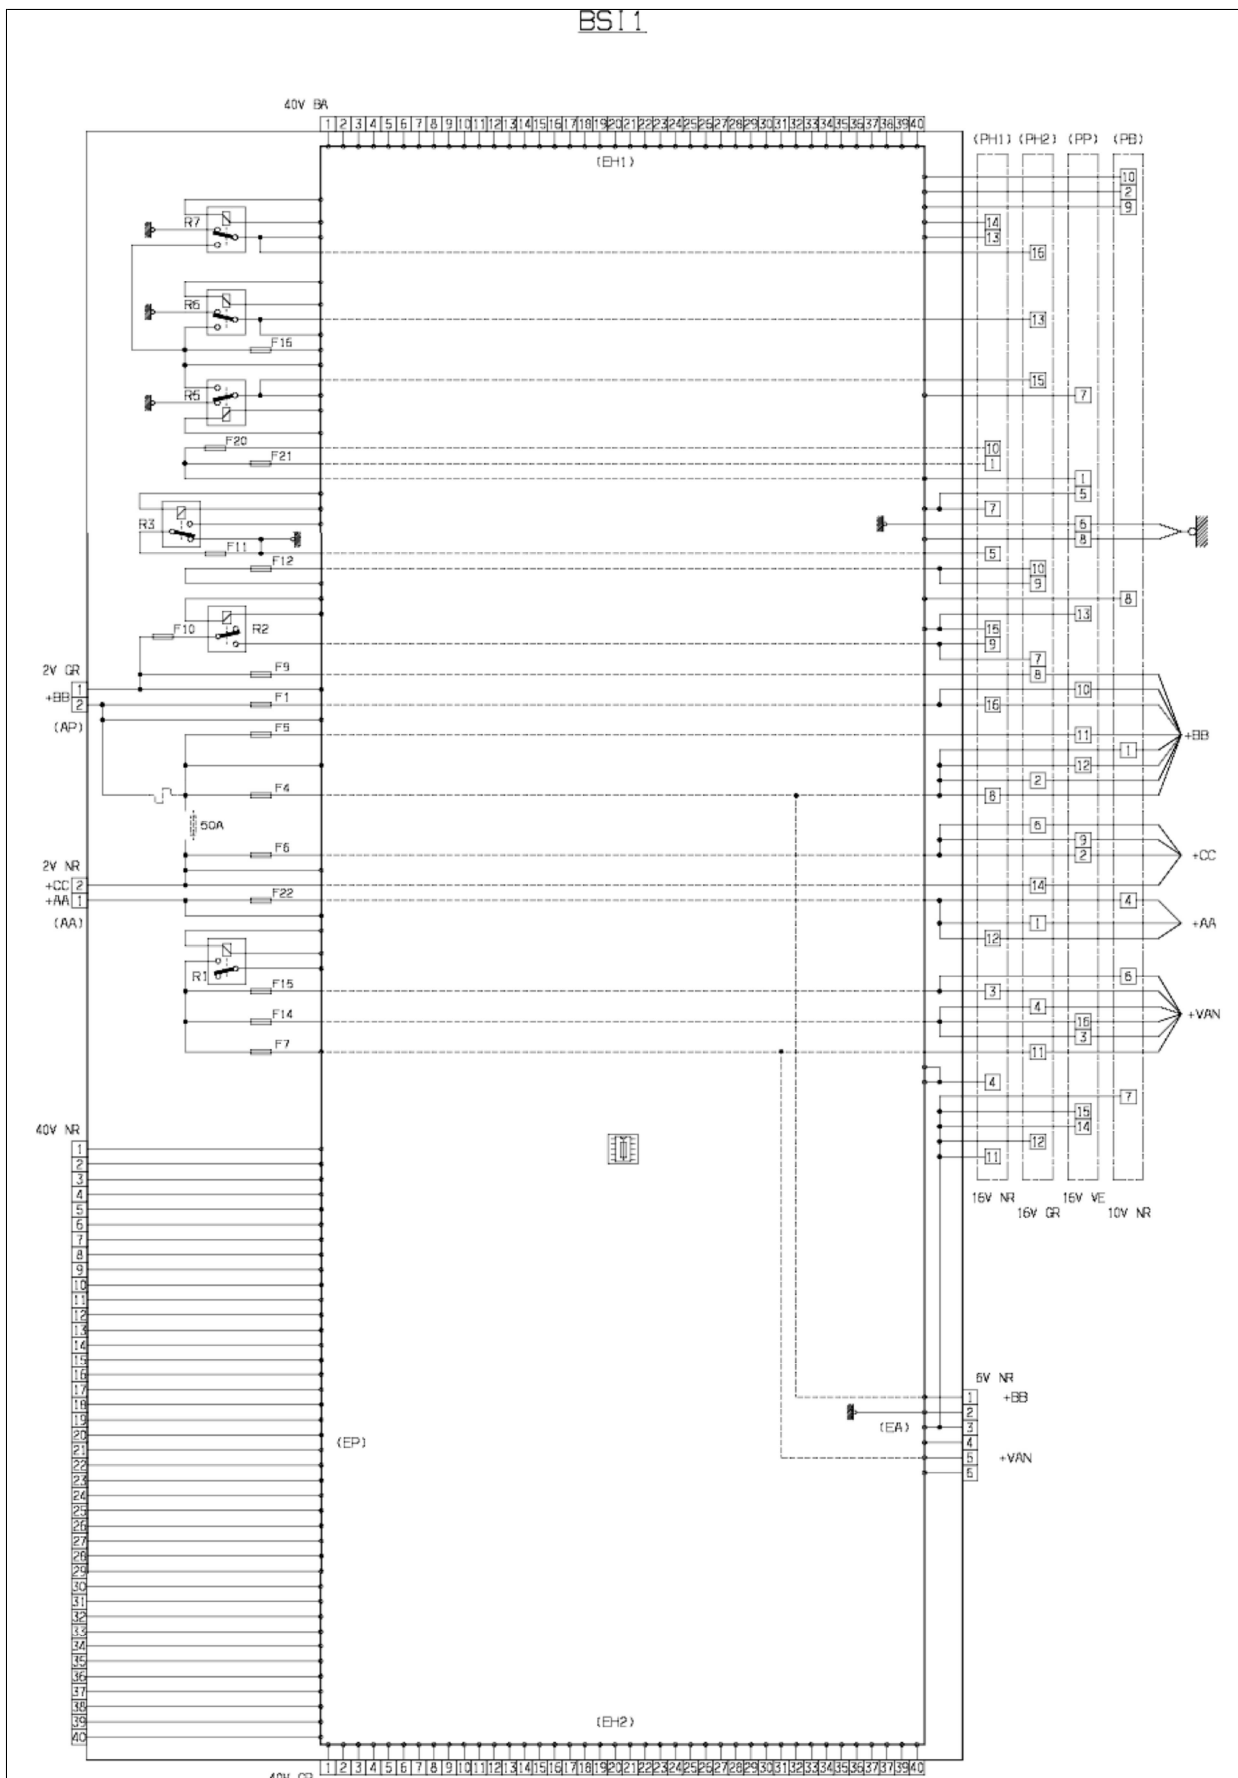 BSI1
40V BA
1 2 3 4 5 6 7 8 9 10 11 12 13 14 15 16 17 18 19 20 21 22 23 24 25 26 27 28 29 30 31 32 33 34 35 36 37 38 39 40
(PH1) (PH2) (PP) (PB)
(EH1)
10
2
9
R7
14
13
16
R6
13
F16
15
R5
7
F20
10
F21
1
1
5
7
R3
6
8
F11
5
F12
10
9
8
13
F10
R2
15
9
7
2V GR
F9
8
1
10
+BB
2
F1
16
(AP)
F5
11
+BB
1
12
2
F4
6
50A
6
9
F6
2
+CC
2V NR
+CC 2
14
+AA 1
F22
4
(AA)
1
+AA
12
R1
6
F15
3
4
+VAN
F14
16
3
F7
11
4
7
15
14
12
11
40V NR
16V NR
16V GR
16V VE
10V NR
1
2
3
4
5
6
7
8
9
10
11
12
13
14
15
16
17
18
19
20
21
22
23
24
25
26
27
28
29
30
31
32
33
34
35
36
37
38
39
40
6V NR
1 +BB
2
(EA) 3
4
5 +VAN
6
(EP)
(EH2)
1 2 3 4 5 6 7 8 9 10 11 12 13 14 15 16 17 18 19 20 21 22 23 24 25 26 27 28 29 30 31 32 33 34 35 36 37 38 39 40
40V GR